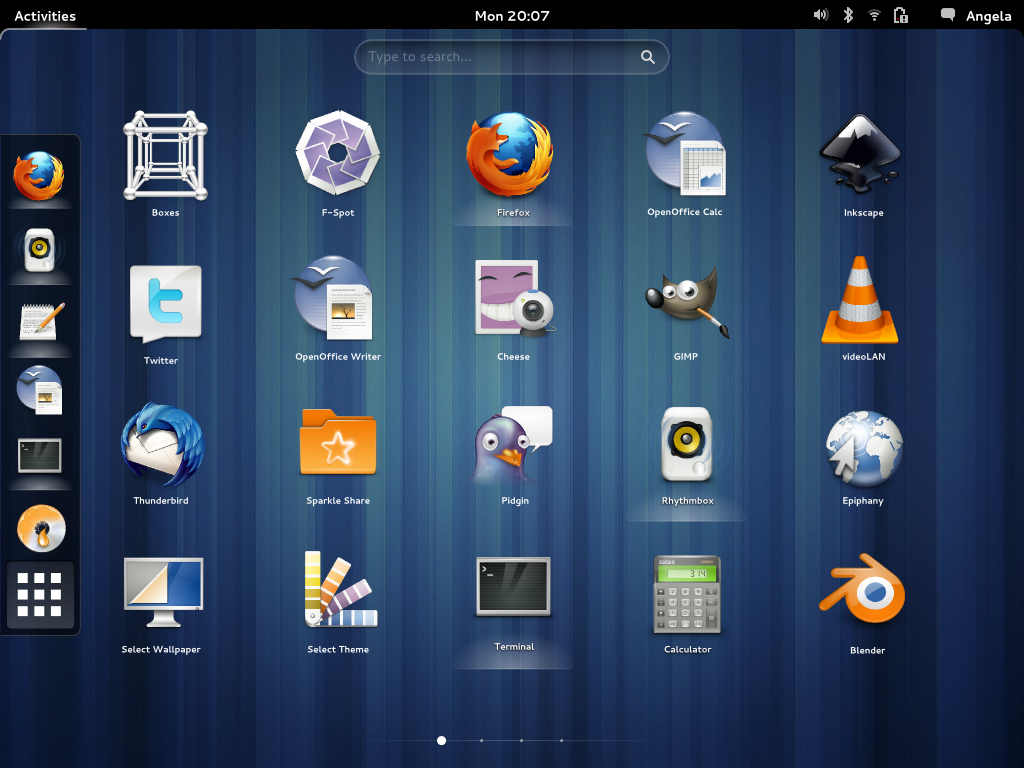 Activities Mon 20:07 Angela
Type to search...
Boxes F-Spot Firefox OpenOffice Calc Inkscape
Twitter OpenOffice Writer Cheese GIMP videoLAN
Thunderbird Sparkle Share Pidgin Rhythmbox Epiphany
Select Wallpaper Select Theme Terminal Calculator Blender